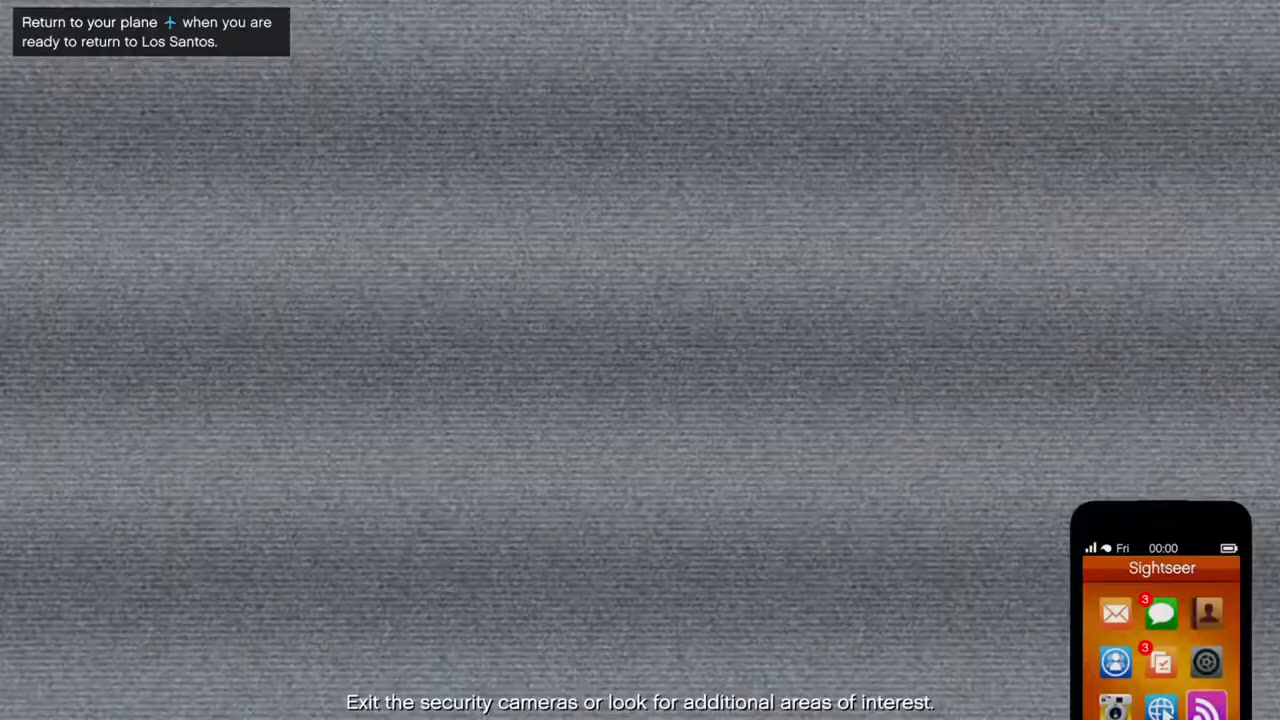 Return to your plane when you are
ready to return to Los Santos.
Fri 00:00
Sightseer
3
3
Exit the security cameras or look for additional areas of interest.